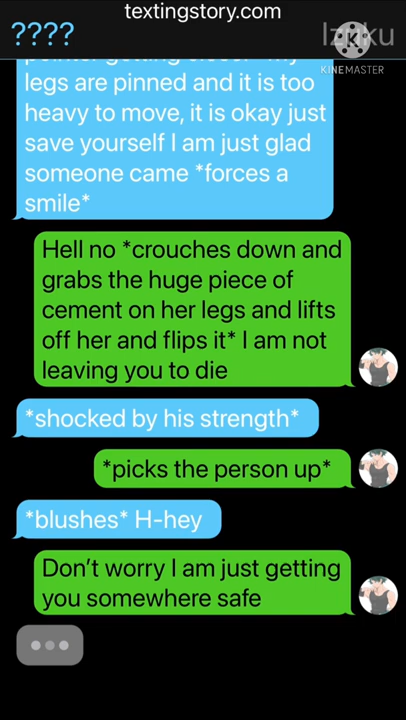 textingstory.com
????
KINEMASTER
legs are pinned and it is too
heavy to move, it is okay just
save yourself I am just glad
someone came *forces a
smile*
Hell no *crouches down and
grabs the huge piece of
cement on her legs and lifts
off her and flips it* I am not
leaving you to die
*shocked by his strength*
*picks the person up*
*blushes* H-hey
Don’t worry I am just getting
you somewhere safe